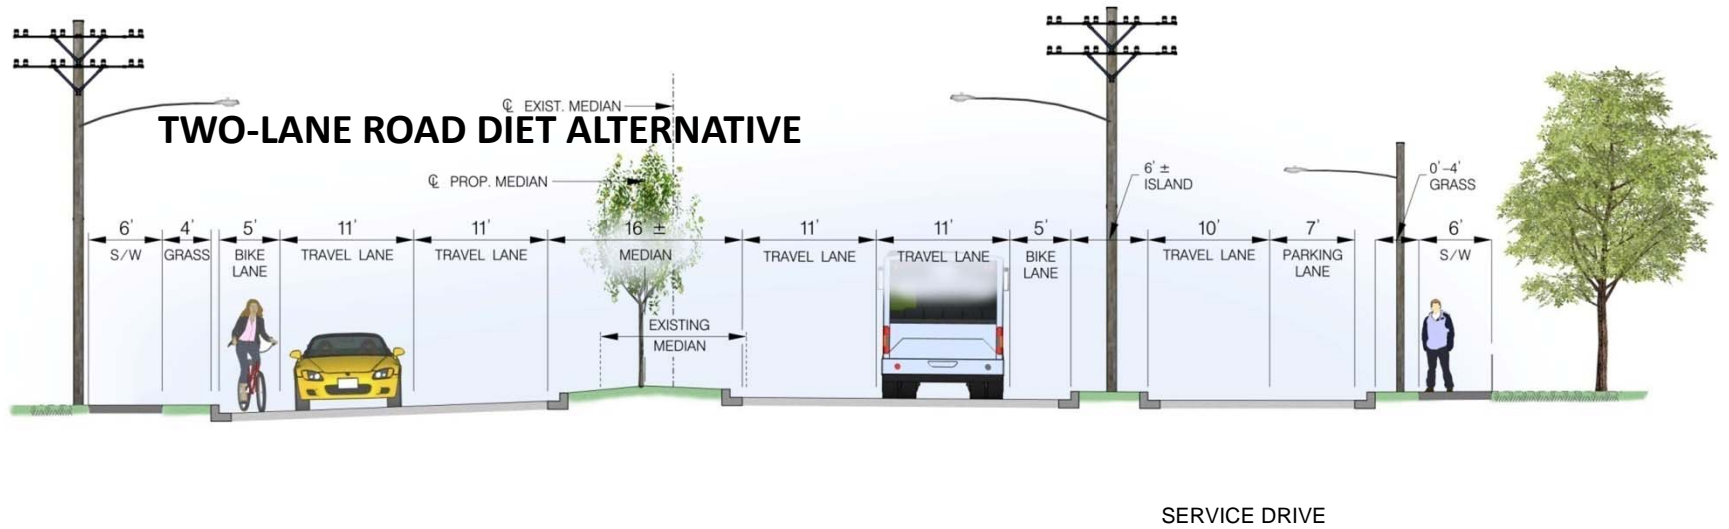 ℄ EXIST. MEDIAN
TWO-LANE ROAD DIET ALTERNATIVE
℄ PROP. MEDIAN
6' ±
ISLAND
0'-4'
GRASS
6'
S/W
4'
GRASS
5'
BIKE
LANE
11'
TRAVEL LANE
11'
TRAVEL LANE
16 ±
MEDIAN
11'
TRAVEL LANE
11'
TRAVEL LANE
5'
BIKE
LANE
10'
TRAVEL LANE
7'
PARKING
LANE
6'
S/W
EXISTING
MEDIAN
SERVICE DRIVE